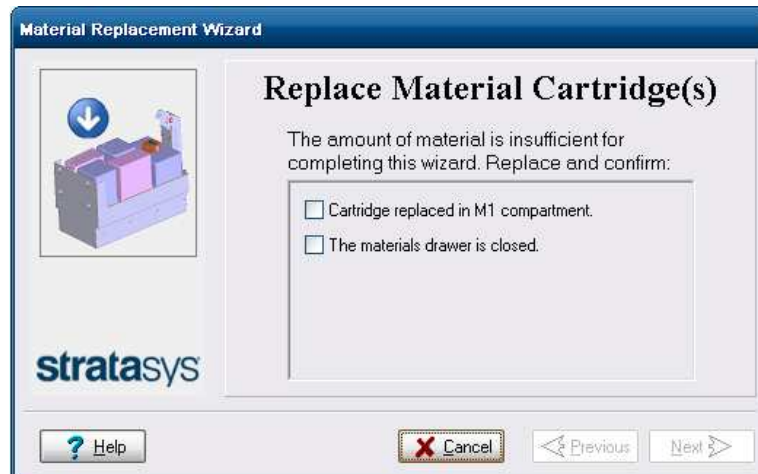 Material Replacement Wizard
Replace Material Cartridge(s)
The amount of material is insufficient for
completing this wizard. Replace and confirm:
Cartridge replaced in M1 compartment.
The materials drawer is closed.
stratasys
? Help
Cancel
Previous
Next